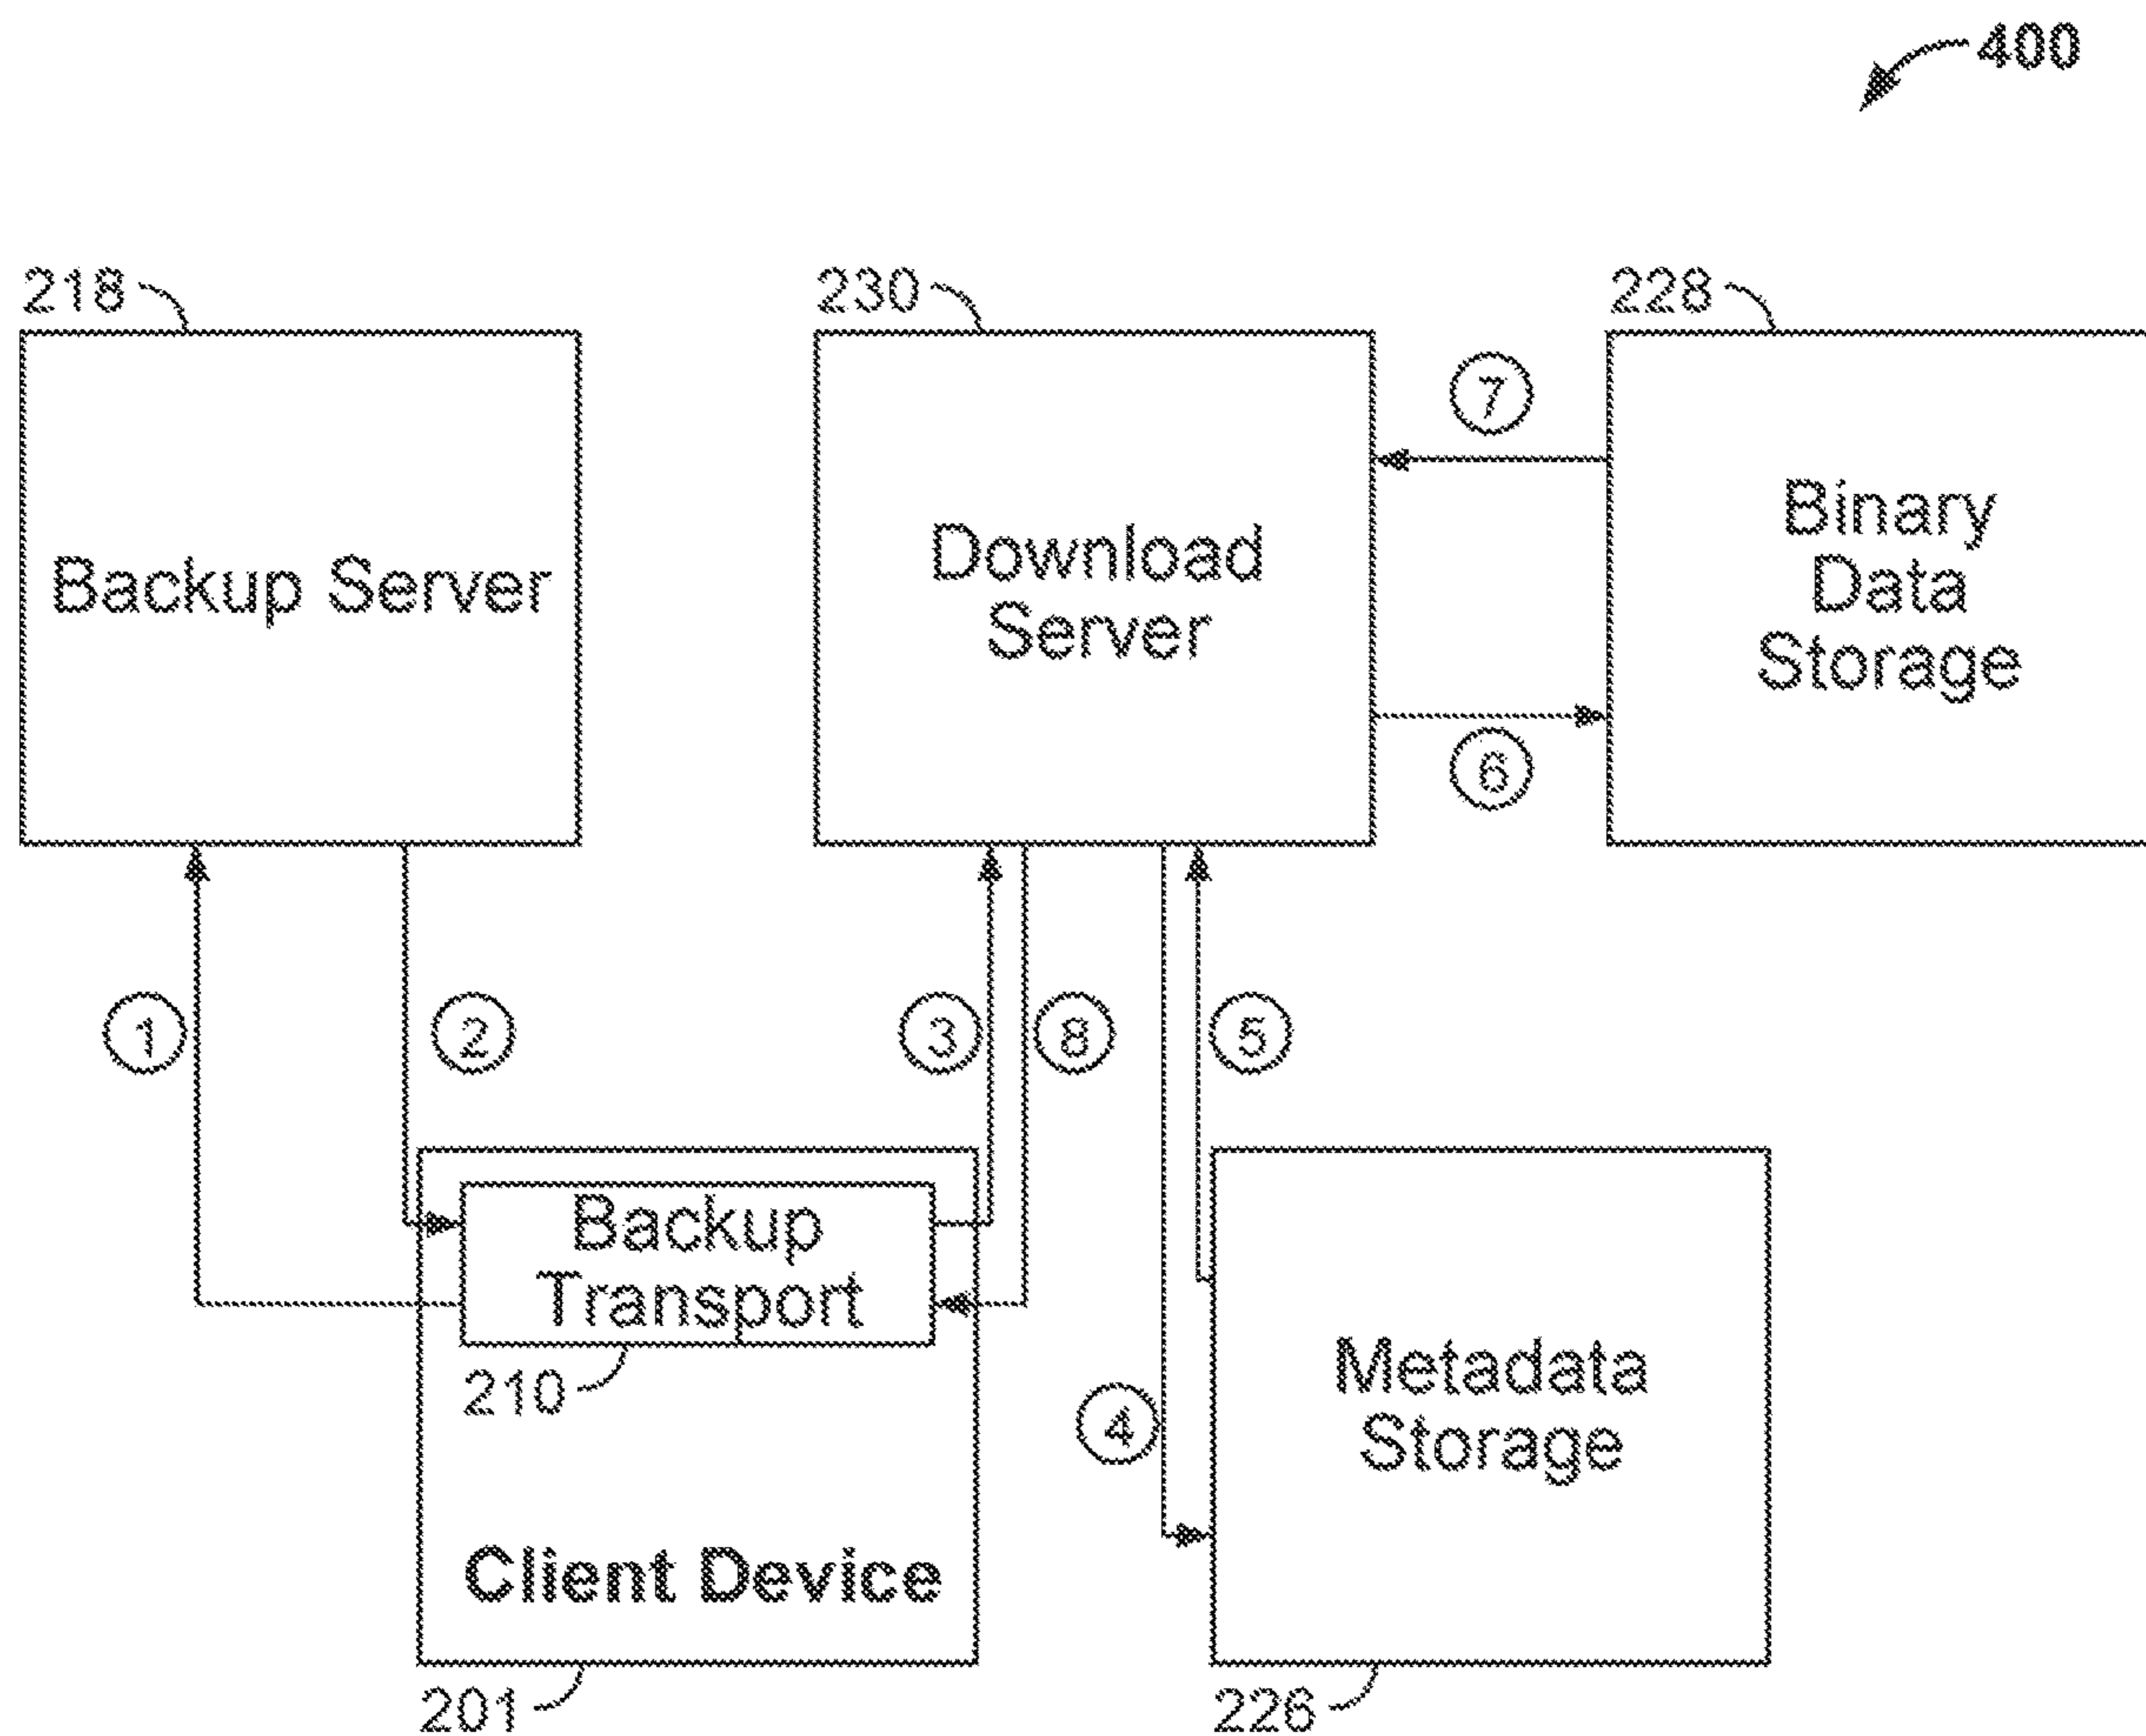 400
218
230
228
Backup Server
Download
Server
Binary
Data
Storage
7
6
1
2
3
8
5
4
Backup
Transport
210
Client Device
201
Metadata
Storage
226